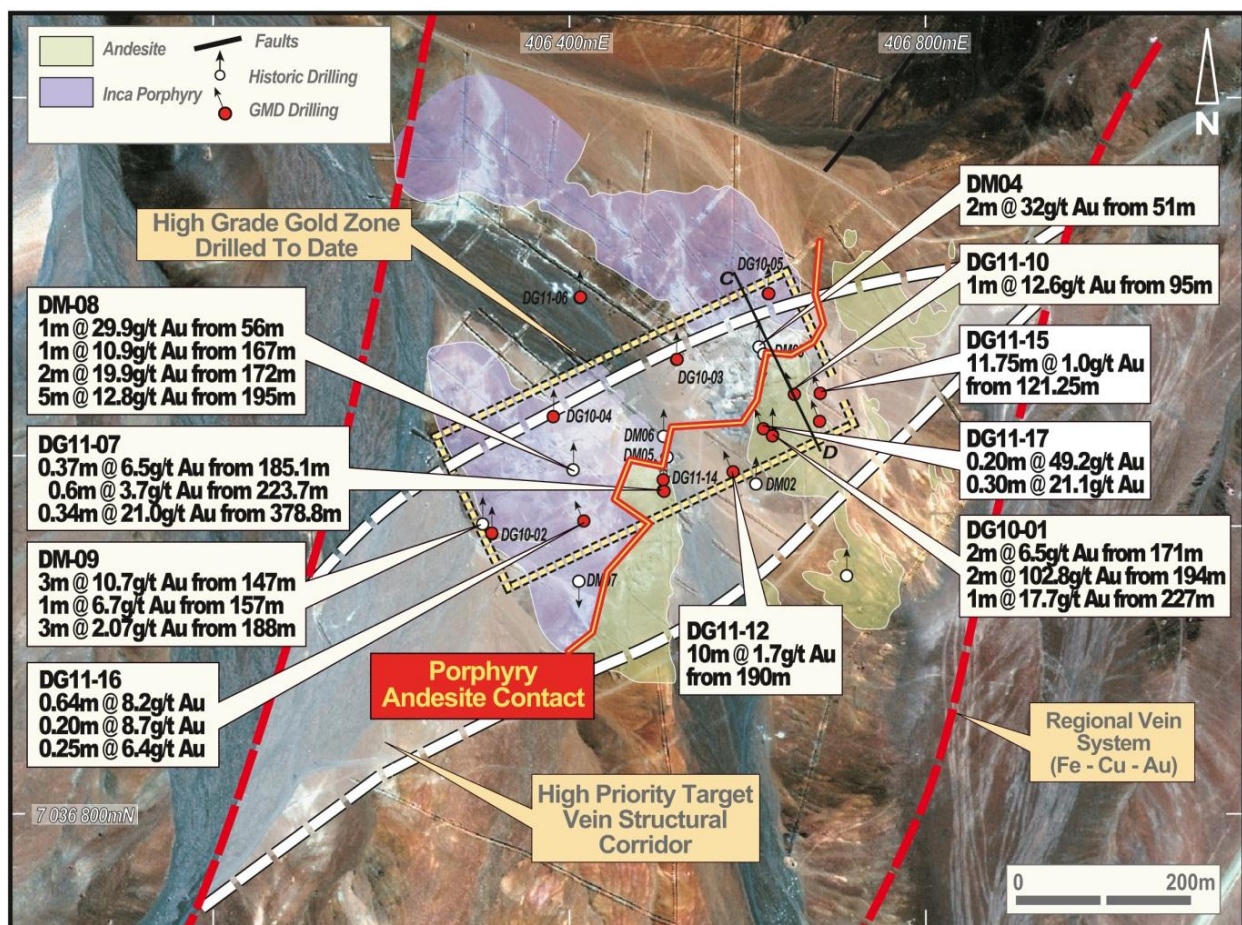 Andesite
Inca Porphyry
Faults
Historic Drilling
GMD Drilling
406 400mE
406 800mE
N
High Grade Gold Zone
Drilled To Date
DM04
2m @ 32g/t Au from 51m
DG11-10
1m @ 12.6g/t Au from 95m
DG11-15
11.75m @ 1.0g/t Au
from 121.25m
DG11-17
0.20m @ 49.2g/t Au
0.30m @ 21.1g/t Au
DG10-01
2m @ 6.5g/t Au from 171m
2m @ 102.8g/t Au from 194m
1m @ 17.7g/t Au from 227m
DM-08
1m @ 29.9g/t Au from 56m
1m @ 10.9g/t Au from 167m
2m @ 19.9g/t Au from 172m
5m @ 12.8g/t Au from 195m
DG11-07
0.37m @ 6.5g/t Au from 185.1m
0.6m @ 3.7g/t Au from 223.7m
0.34m @ 21.0g/t Au from 378.8m
DM-09
3m @ 10.7g/t Au from 147m
1m @ 6.7g/t Au from 157m
3m @ 2.07g/t Au from 188m
DG11-16
0.64m @ 8.2g/t Au
0.20m @ 8.7g/t Au
0.25m @ 6.4g/t Au
DG11-06
DG10-05
C
DG10-03
DG10-04
DM06
DM05
DG11-14
DM02
D
DG10-02
DM07
DG11-12
10m @ 1.7g/t Au
from 190m
Porphyry
Andesite Contact
Regional Vein
System
(Fe - Cu - Au)
High Priority Target
Vein Structural
Corridor
7 036 800mN
0 200m